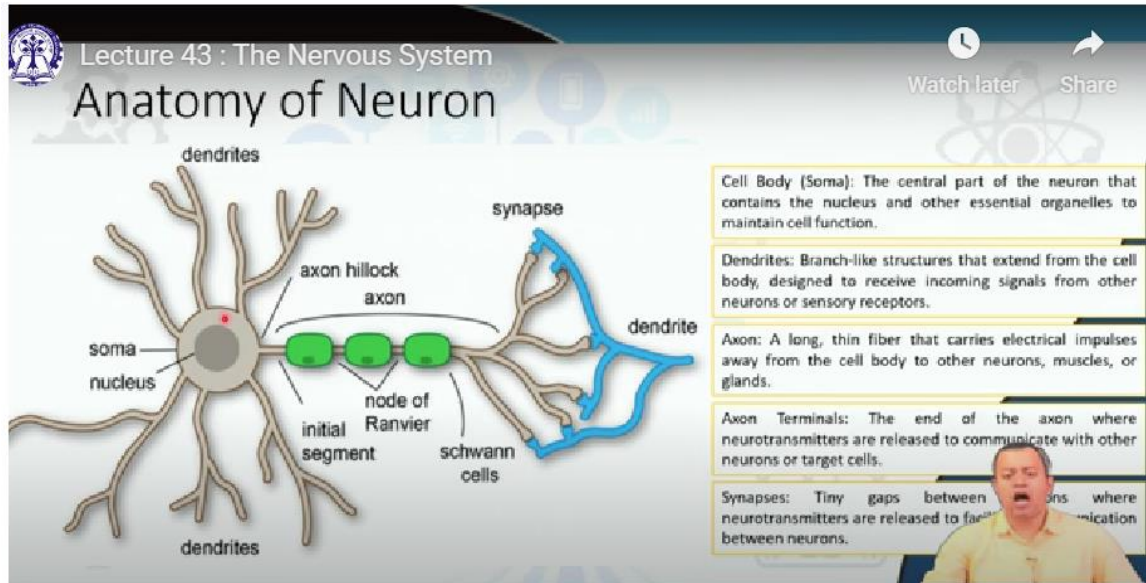 Lecture 43 : The Nervous System
Watch later
Share
Anatomy of Neuron
dendrites
synapse
axon hillock
axon
dendrite
soma
nucleus
node of
Ranvier
initial
segment
schwann
cells
dendrites
Cell Body (Soma): The central part of the neuron that
contains the nucleus and other essential organelles to
maintain cell function.
Dendrites: Branch-like structures that extend from the cell
body, designed to receive incoming signals from other
neurons or sensory receptors.
Axon: A long, thin fiber that carries electrical impulses
away from the cell body to other neurons, muscles, or
glands.
Axon Terminals: The end of the axon where
neurotransmitters are released to communicate with other
neurons or target cells.
Synapses: Tiny gaps between where
neurotransmitters are released to
between neurons.